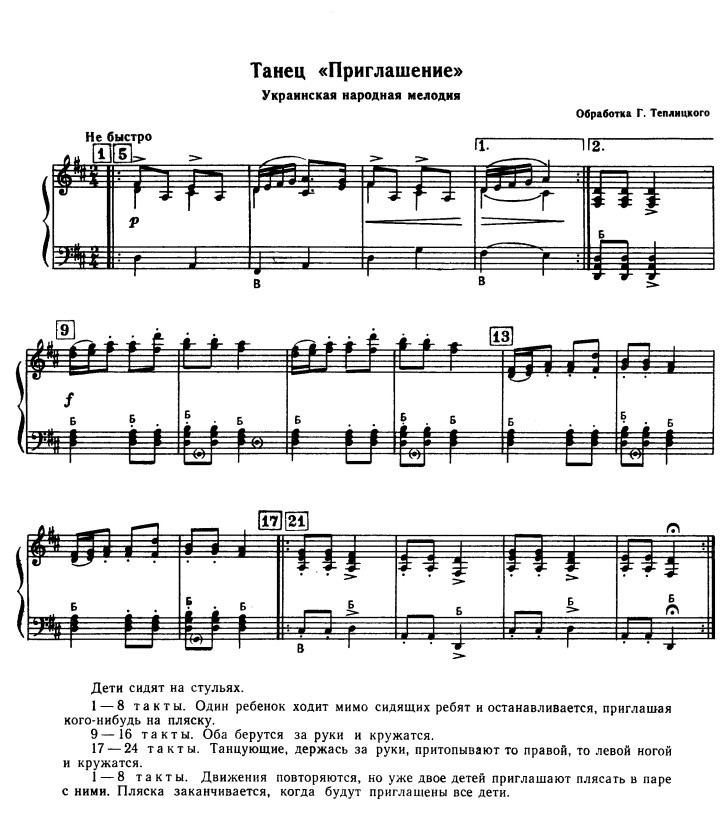 Танец «Приглашение»
Украинская народная мелодия
Обработка Г. Теплицкого
Не быстро
1 5 1. 2.
2/4 p
2/4 Б
В В
9 13
f
Б Б Б Б Б Б Б Б Б Б Б Б
17 21
Б Б Б Б Б Б Б Б Б
В
Дети сидят на стульях.
1—8 такты. Один ребенок ходит мимо сидящих ребят и останавливается, приглашая
кого-нибудь на пляску.
9—16 такты. Оба берутся за руки и кружатся.
17—24 такты. Танцующие, держась за руки, притопывают то правой, то левой ногой
и кружатся.
1—8 такты. Движения повторяются, но уже двое детей приглашают плясать в паре
с ними. Пляска заканчивается, когда будут приглашены все дети.